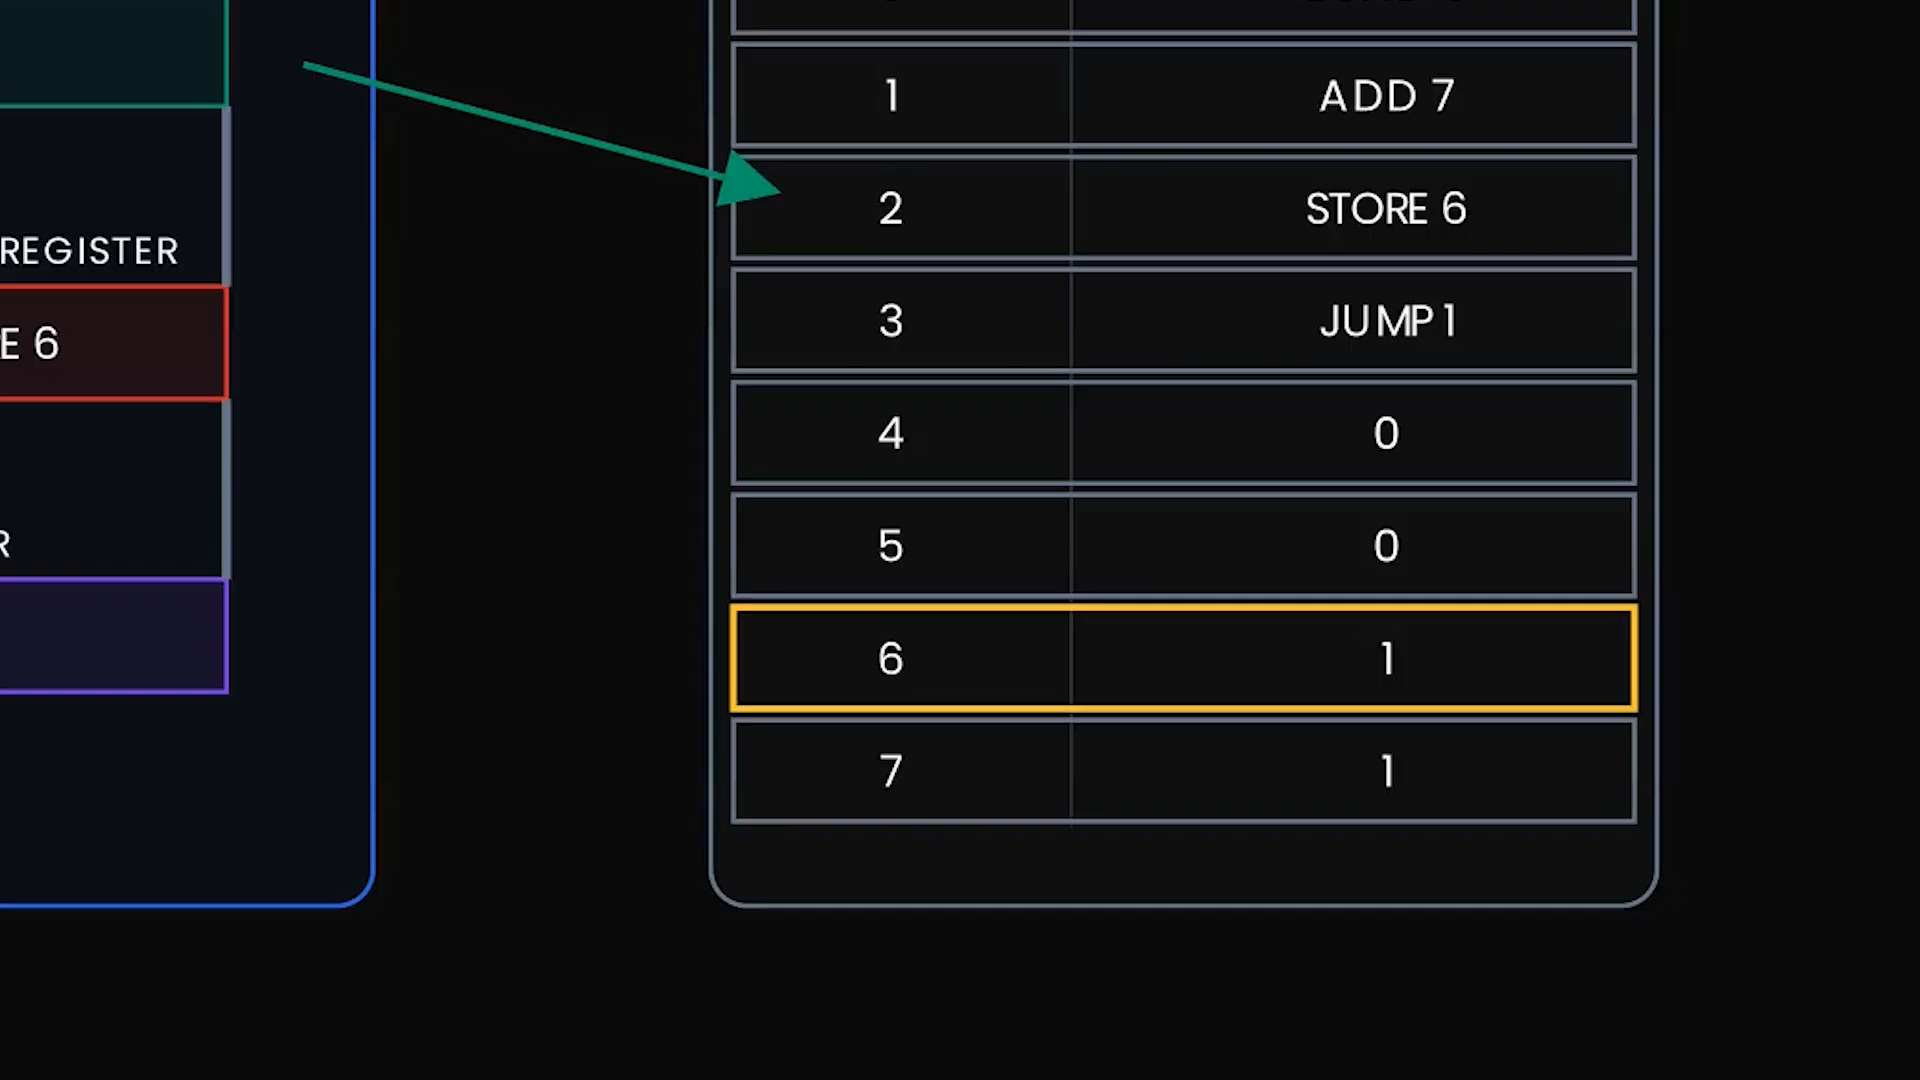 1 ADD 7
2 STORE 6
REGISTER
3 JUMP 1
E 6
4 0
5 0
R
6 1
7 1